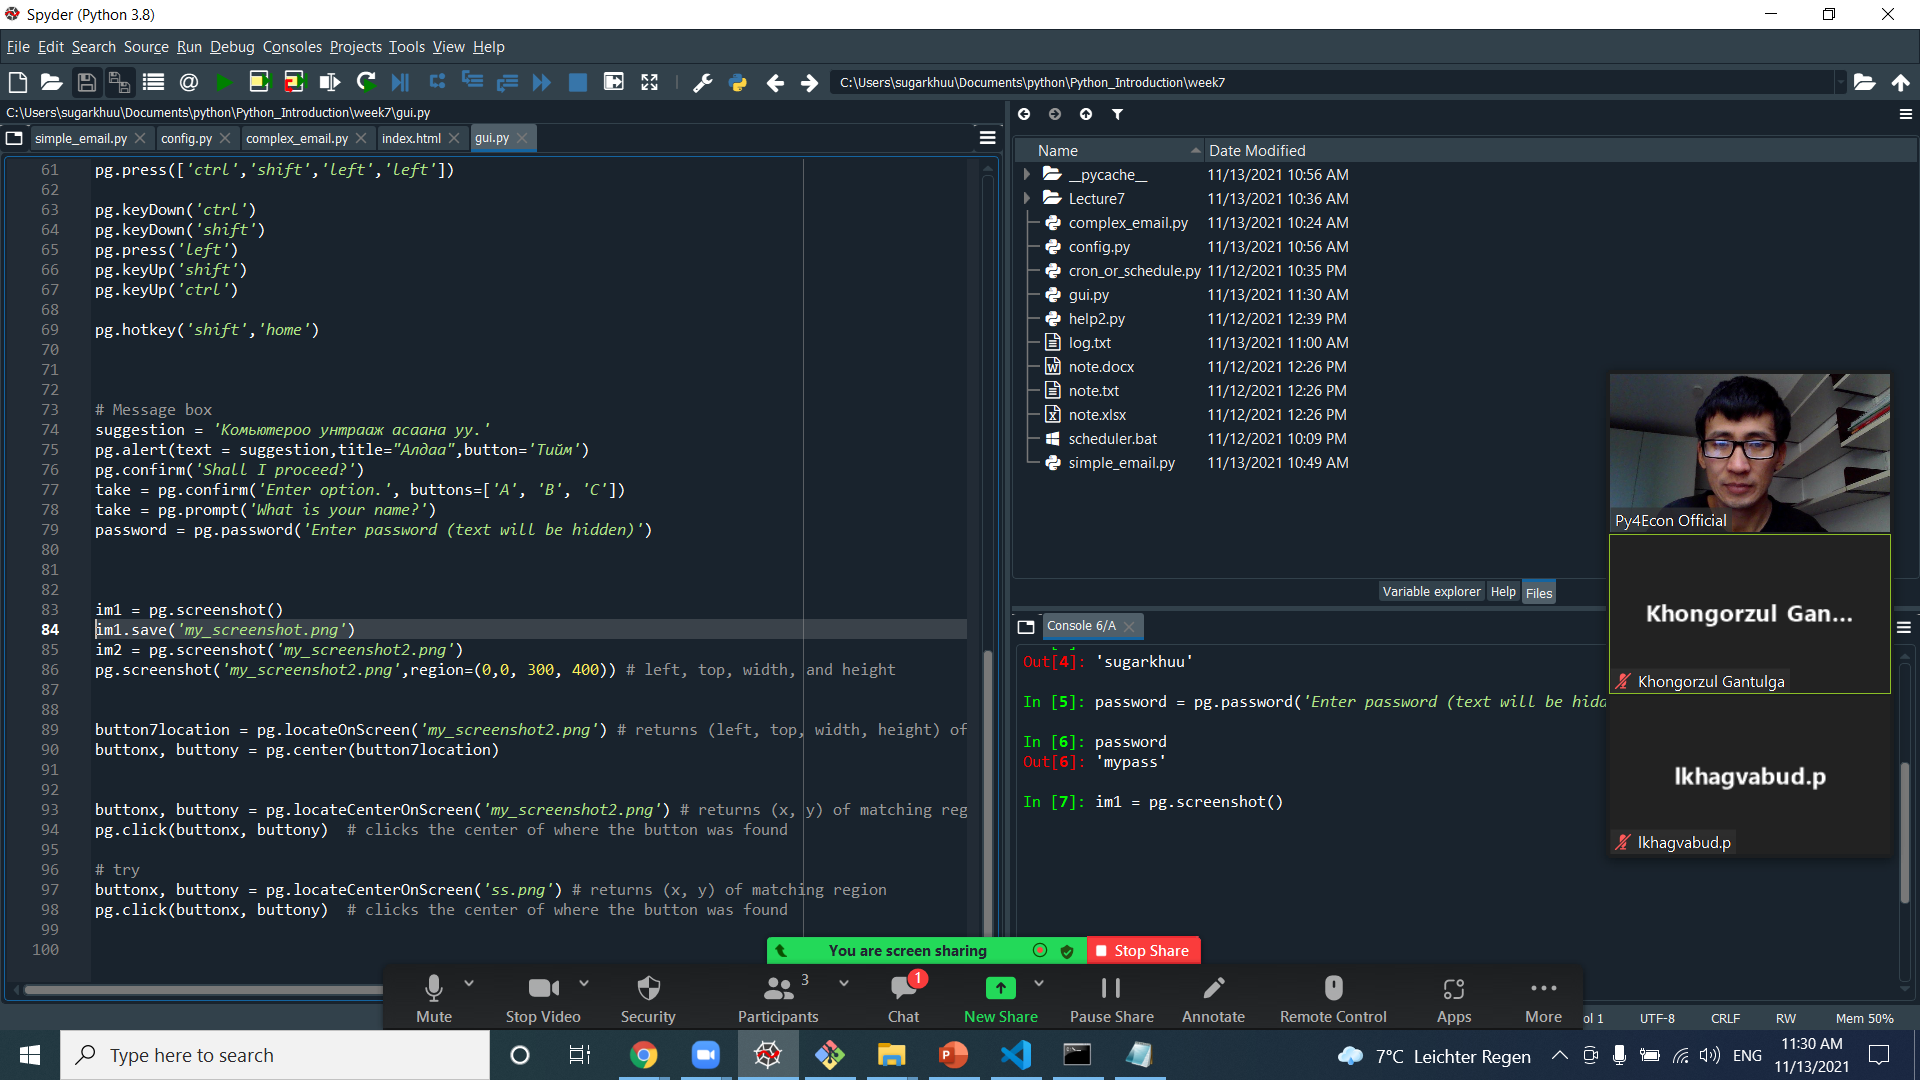 Spyder (Python 3.8)
File Edit Search Source Run Debug Consoles Projects Tools View Help
C:\Users\sugarkhuu\Documents\python\Python_Introduction\week7
C:\Users\sugarkhuu\Documents\python\Python_Introduction\week7\gui.py
simple_email.py config.py complex_email.py index.html gui.py
61 pg.press(['ctrl','shift','left','left'])
62
63 pg.keyDown('ctrl')
64 pg.keyDown('shift')
65 pg.press('left')
66 pg.keyUp('shift')
67 pg.keyUp('ctrl')
68
69 pg.hotkey('shift','home')
70
71
72
73 # Message box
74 suggestion = 'Комьютероо унтрааж асаана уу.'
75 pg.alert(text = suggestion,title="Алдаа",button='Тийм')
76 pg.confirm('Shall I proceed?')
77 take = pg.confirm('Enter option.', buttons=['A', 'B', 'C'])
78 take = pg.prompt('What is your name?')
79 password = pg.password('Enter password (text will be hidden)')
80
81
82
83 im1 = pg.screenshot()
84 im1.save('my_screenshot.png')
85 im2 = pg.screenshot('my_screenshot2.png')
86 pg.screenshot('my_screenshot2.png',region=(0,0, 300, 400)) # left, top, width, and height
87
88
89 button7location = pg.locateOnScreen('my_screenshot2.png') # returns (left, top, width, height) of
90 buttonx, buttony = pg.center(button7location)
91
92
93 buttonx, buttony = pg.locateCenterOnScreen('my_screenshot2.png') # returns (x, y) of matching reg
94 pg.click(buttonx, buttony)  # clicks the center of where the button was found
95
96 # try
97 buttonx, buttony = pg.locateCenterOnScreen('ss.png') # returns (x, y) of matching region
98 pg.click(buttonx, buttony)  # clicks the center of where the button was found
99
100
Name Date Modified
__pycache__ 11/13/2021 10:56 AM
Lecture7 11/13/2021 10:36 AM
complex_email.py 11/13/2021 10:24 AM
config.py 11/13/2021 10:56 AM
cron_or_schedule.py 11/12/2021 10:35 PM
gui.py 11/13/2021 11:30 AM
help2.py 11/12/2021 12:39 PM
log.txt 11/13/2021 11:00 AM
note.docx 11/12/2021 12:26 PM
note.txt 11/12/2021 12:26 PM
note.xlsx 11/12/2021 12:26 PM
scheduler.bat 11/12/2021 10:09 PM
simple_email.py 11/13/2021 10:49 AM
Variable explorer Help Files
Console 6/A
Out[4]: 'sugarkhuu'
In [5]: password = pg.password('Enter password (text will be hidd
In [6]: password
Out[6]: 'mypass'
In [7]: im1 = pg.screenshot()
Py4Econ Official
Khongorzul Gan...
Khongorzul Gantulga
lkhagvabud.p
lkhagvabud.p
You are screen sharing Stop Share
3 1
Mute Stop Video Security Participants Chat New Share Pause Share Annotate Remote Control Apps More
ol 1 UTF-8 CRLF RW Mem 50%
Type here to search
7°C Leichter Regen ENG
11:30 AM
11/13/2021